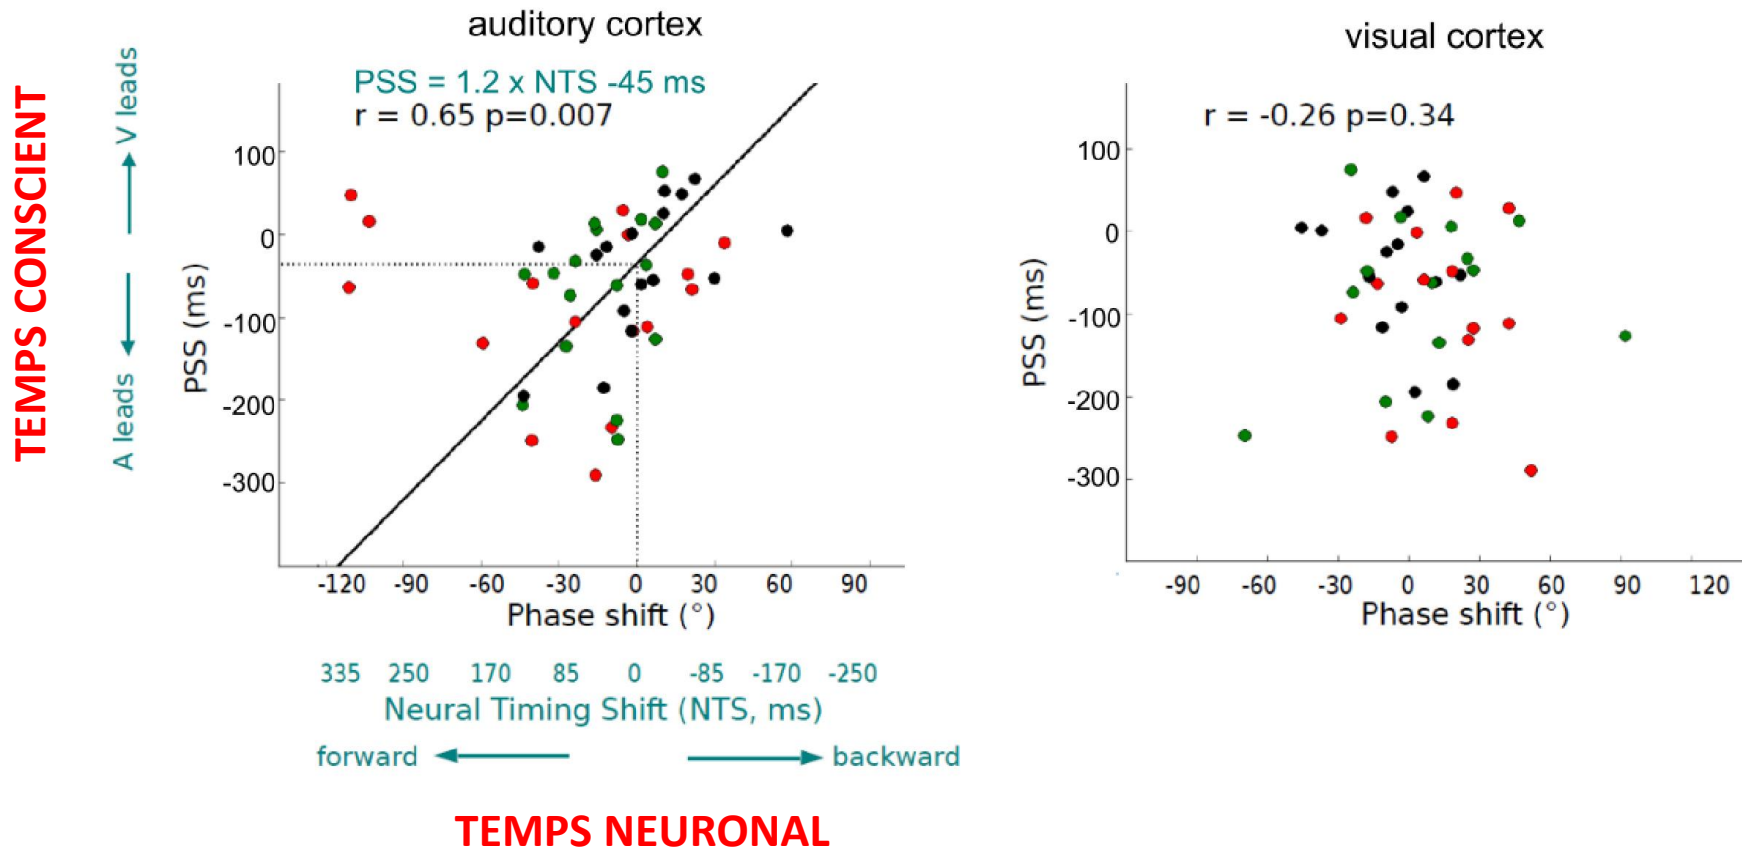 auditory cortex
PSS = 1.2 x NTS -45 ms
r = 0.65 p=0.007
TEMPS CONSCIENT
A leads
V leads
PSS (ms)
100
0
-100
-200
-300
-120 -90 -60 -30 0 30 60 90
Phase shift (°)
335 250 170 85 0 -85 -170 -250
Neural Timing Shift (NTS, ms)
forward backward
TEMPS NEURONAL
visual cortex
r = -0.26 p=0.34
PSS (ms)
100
0
-100
-200
-300
-90 -60 -30 0 30 60 90 120
Phase shift (°)